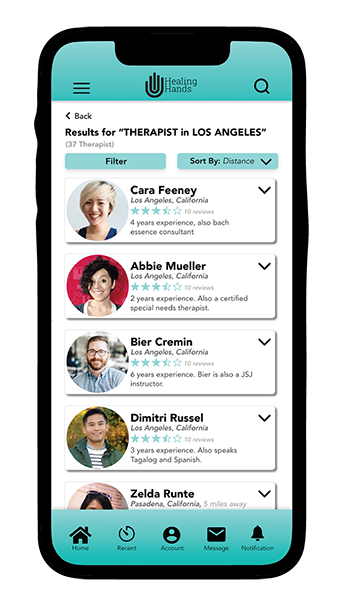 Healing
Hands
Back
Results for “THERAPIST in LOS ANGELES”
(37 Therapist)
Filter
Sort By: Distance
Cara Feeney
Los Angeles, California
10 reviews
4 years experience, also bach
essence consultant
Abbie Mueller
Los Angeles, California
10 reviews
2 years experience. Also a certified
special needs therapist.
Bier Cremin
Los Angeles, California
10 reviews
6 years experience. Bier is also a JSJ
instructor.
Dimitri Russel
Los Angeles, California
10 reviews
3 years experience. Also speaks
Tagalog and Spanish.
Zelda Runte
Pasadena, California, 5 miles away
Home
Recent
Account
Message
Notification